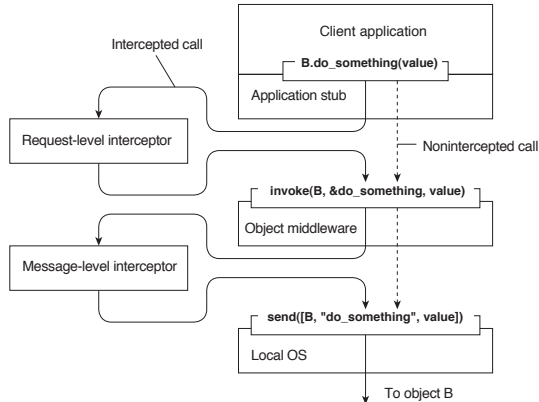 Client application
Intercepted call
B.do_something(value)
Application stub
Request-level interceptor
Nonintercepted call
invoke(B, &do_something, value)
Object middleware
Message-level interceptor
send([B, "do_something", value])
Local OS
To object B